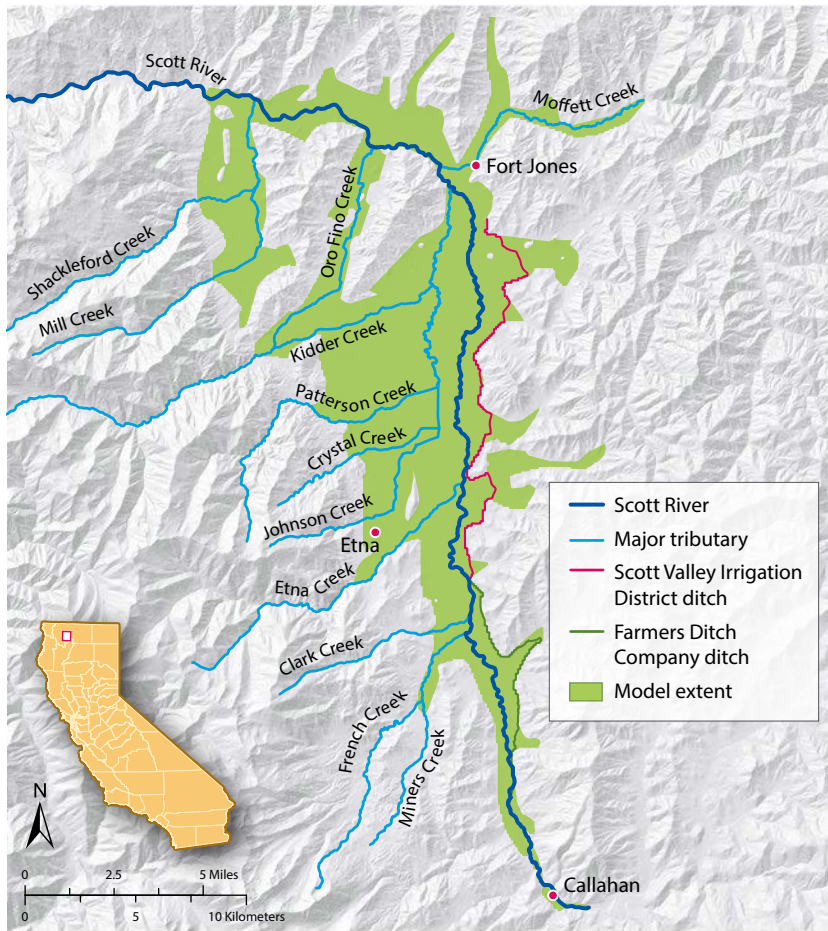 Scott River
Moffett Creek
Fort Jones
Oro Fino Creek
Shackleford Creek
Mill Creek
Kidder Creek
Patterson Creek
Crystal Creek
Johnson Creek
Etna
Etna Creek
Clark Creek
French Creek
Miners Creek
Callahan
Scott River
Major tributary
Scott Valley Irrigation
District ditch
Farmers Ditch
Company ditch
Model extent
N
0 2.5 5 Miles
0 5 10 Kilometers